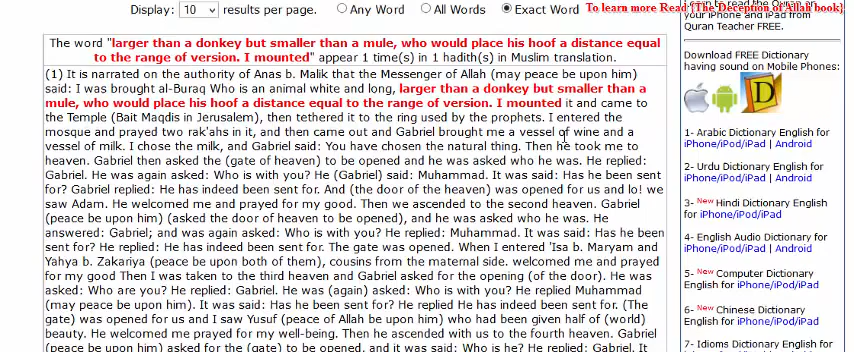 Display: 10 results per page. Any Word All Words Exact Word
To learn more Read [The Deception of Allah book]
The word "larger than a donkey but smaller than a mule, who would place his hoof a distance equal
to the range of version. I mounted" appear 1 time(s) in 1 hadith(s) in Muslim translation.
(1) It is narrated on the authority of Anas b. Malik that the Messenger of Allah (may peace be upon him)
said: I was brought al-Buraq Who is an animal white and long, larger than a donkey but smaller than a
mule, who would place his hoof a distance equal to the range of version. I mounted it and came to
the Temple (Bait Maqdis in Jerusalem), then tethered it to the ring used by the prophets. I entered the
mosque and prayed two rak'ahs in it, and then came out and Gabriel brought me a vessel of wine and a
vessel of milk. I chose the milk, and Gabriel said: You have chosen the natural thing. Then he took me to
heaven. Gabriel then asked the (gate of heaven) to be opened and he was asked who he was. He replied:
Gabriel. He was again asked: Who is with you? He (Gabriel) said: Muhammad. It was said: Has he been sent
for? Gabriel replied: He has indeed been sent for. And (the door of the heaven) was opened for us and lo! we
saw Adam. He welcomed me and prayed for my good. Then we ascended to the second heaven. Gabriel
(peace be upon him) (asked the door of heaven to be opened), and he was asked who he was. He
answered: Gabriel; and was again asked: Who is with you? He replied: Muhammad. It was said: Has he been
sent for? He replied: He has indeed been sent for. The gate was opened. When I entered 'Isa b. Maryam and
Yahya b. Zakariya (peace be upon both of them), cousins from the maternal side. welcomed me and prayed
for my good Then I was taken to the third heaven and Gabriel asked for the opening (of the door). He was
asked: Who are you? He replied: Gabriel. He was (again) asked: Who is with you? He replied Muhammad
(may peace be upon him). It was said: Has he been sent for? He replied He has indeed been sent for. (The
gate) was opened for us and I saw Yusuf (peace of Allah be upon him) who had been given half of (world)
beauty. He welcomed me prayed for my well-being. Then he ascended with us to the fourth heaven. Gabriel
(peace be upon him) asked for the (gate) to be opened, and it was said: Who is he? He replied: Gabriel. It
Learn to read the Quran on
your iPhone and iPad from
Quran Teacher FREE.
Download FREE Dictionary
having sound on Mobile Phones:
D
1- Arabic Dictionary English for
iPhone/iPod/iPad | Android
2- Urdu Dictionary English for
iPhone/iPod/iPad | Android
3- New Hindi Dictionary English
for iPhone/iPod/iPad
4- English Audio Dictionary for
iPhone/iPod/iPad | Android
5- New Computer Dictionary
English for iPhone/iPod/iPad
6- New Chinese Dictionary
English for iPhone/iPod/iPad
7- Idioms Dictionary English for